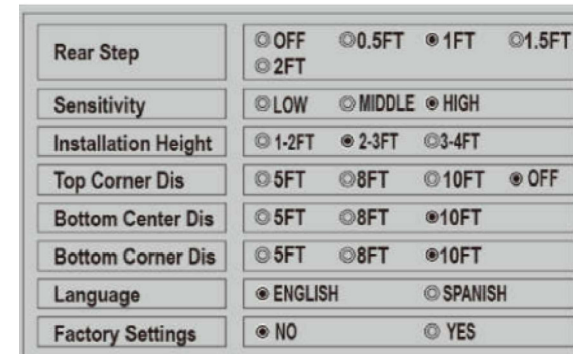 Rear Step OFF 0.5FT 1FT 1.5FT
2FT
Sensitivity LOW MIDDLE HIGH
Installation Height 1-2FT 2-3FT 3-4FT
Top Corner Dis 5FT 8FT 10FT OFF
Bottom Center Dis 5FT 8FT 10FT
Bottom Corner Dis 5FT 8FT 10FT
Language ENGLISH SPANISH
Factory Settings NO YES